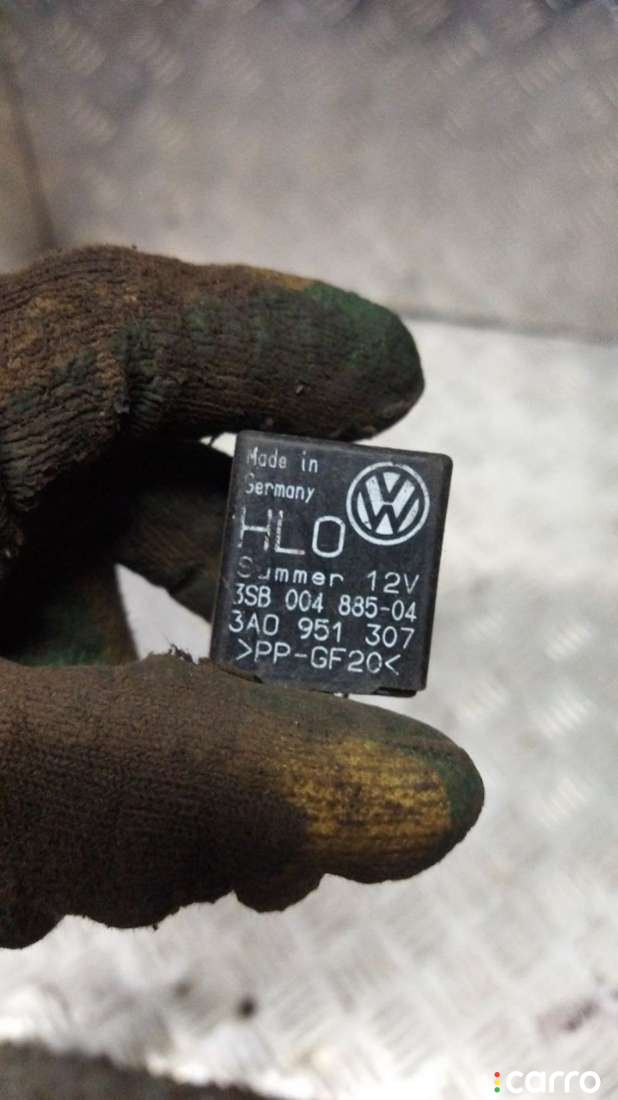 Made in
Germany
HLO
Summer 12V
3SB 004 885-04
3A0 951 307
>PP-GF20<
carro